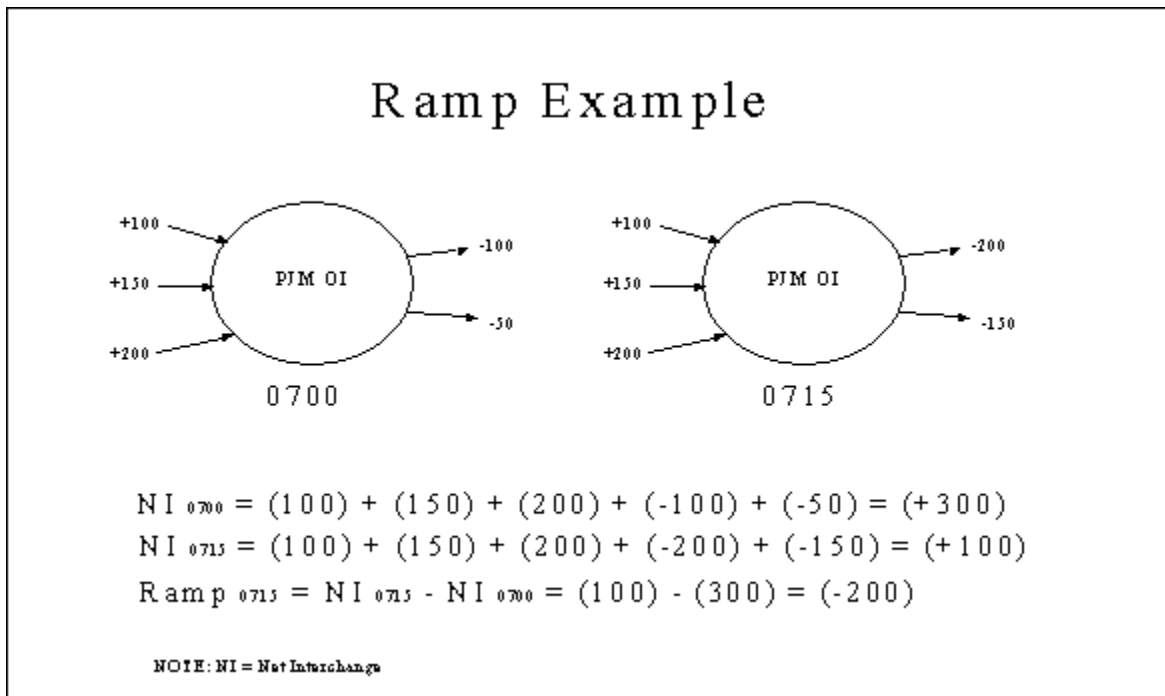 Ramp Example
+100
+150
+200
PJM OI
-100
-50
0700
+100
+150
+200
PJM OI
-200
-150
0715
NI 0700 = (100) + (150) + (200) + (-100) + (-50) = (+300)
NI 0715 = (100) + (150) + (200) + (-200) + (-150) = (+100)
Ramp 0715 = NI 0715 - NI 0700 = (100) - (300) = (-200)
NOTE: NI = Net Interchange